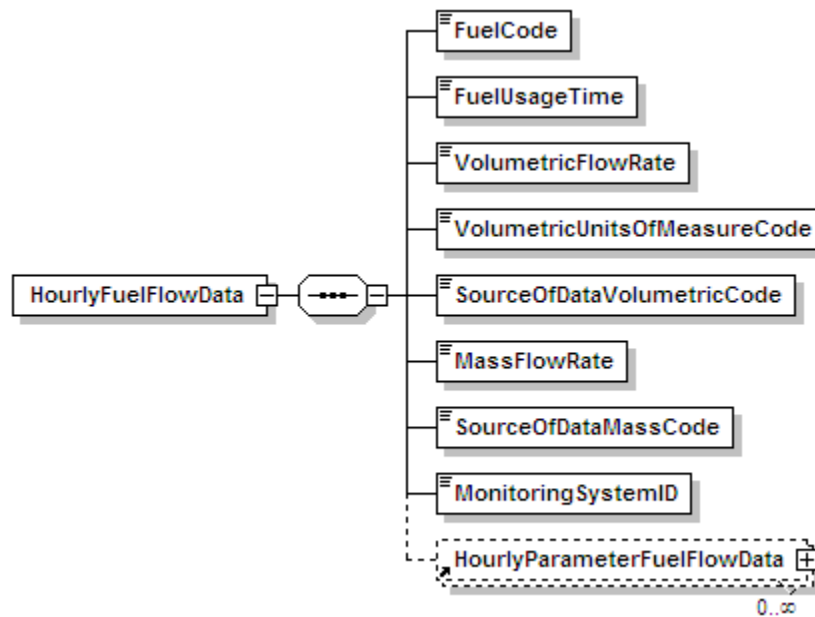 FuelCode
FuelUsageTime
VolumetricFlowRate
VolumetricUnitsOfMeasureCode
HourlyFuelFlowData
SourceOfDataVolumetricCode
MassFlowRate
SourceOfDataMassCode
MonitoringSystemID
HourlyParameterFuelFlowData
0..∞